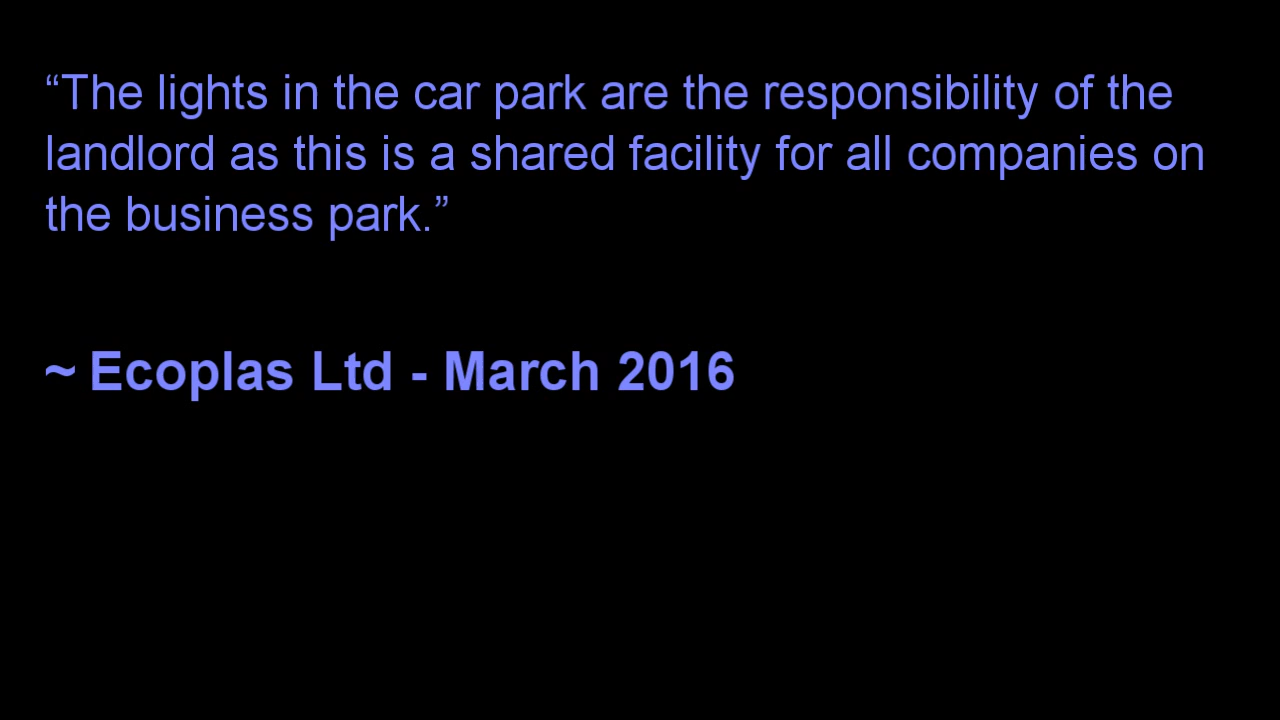 “The lights in the car park are the responsibility of the
landlord as this is a shared facility for all companies on
the business park.”
~ Ecoplas Ltd - March 2016